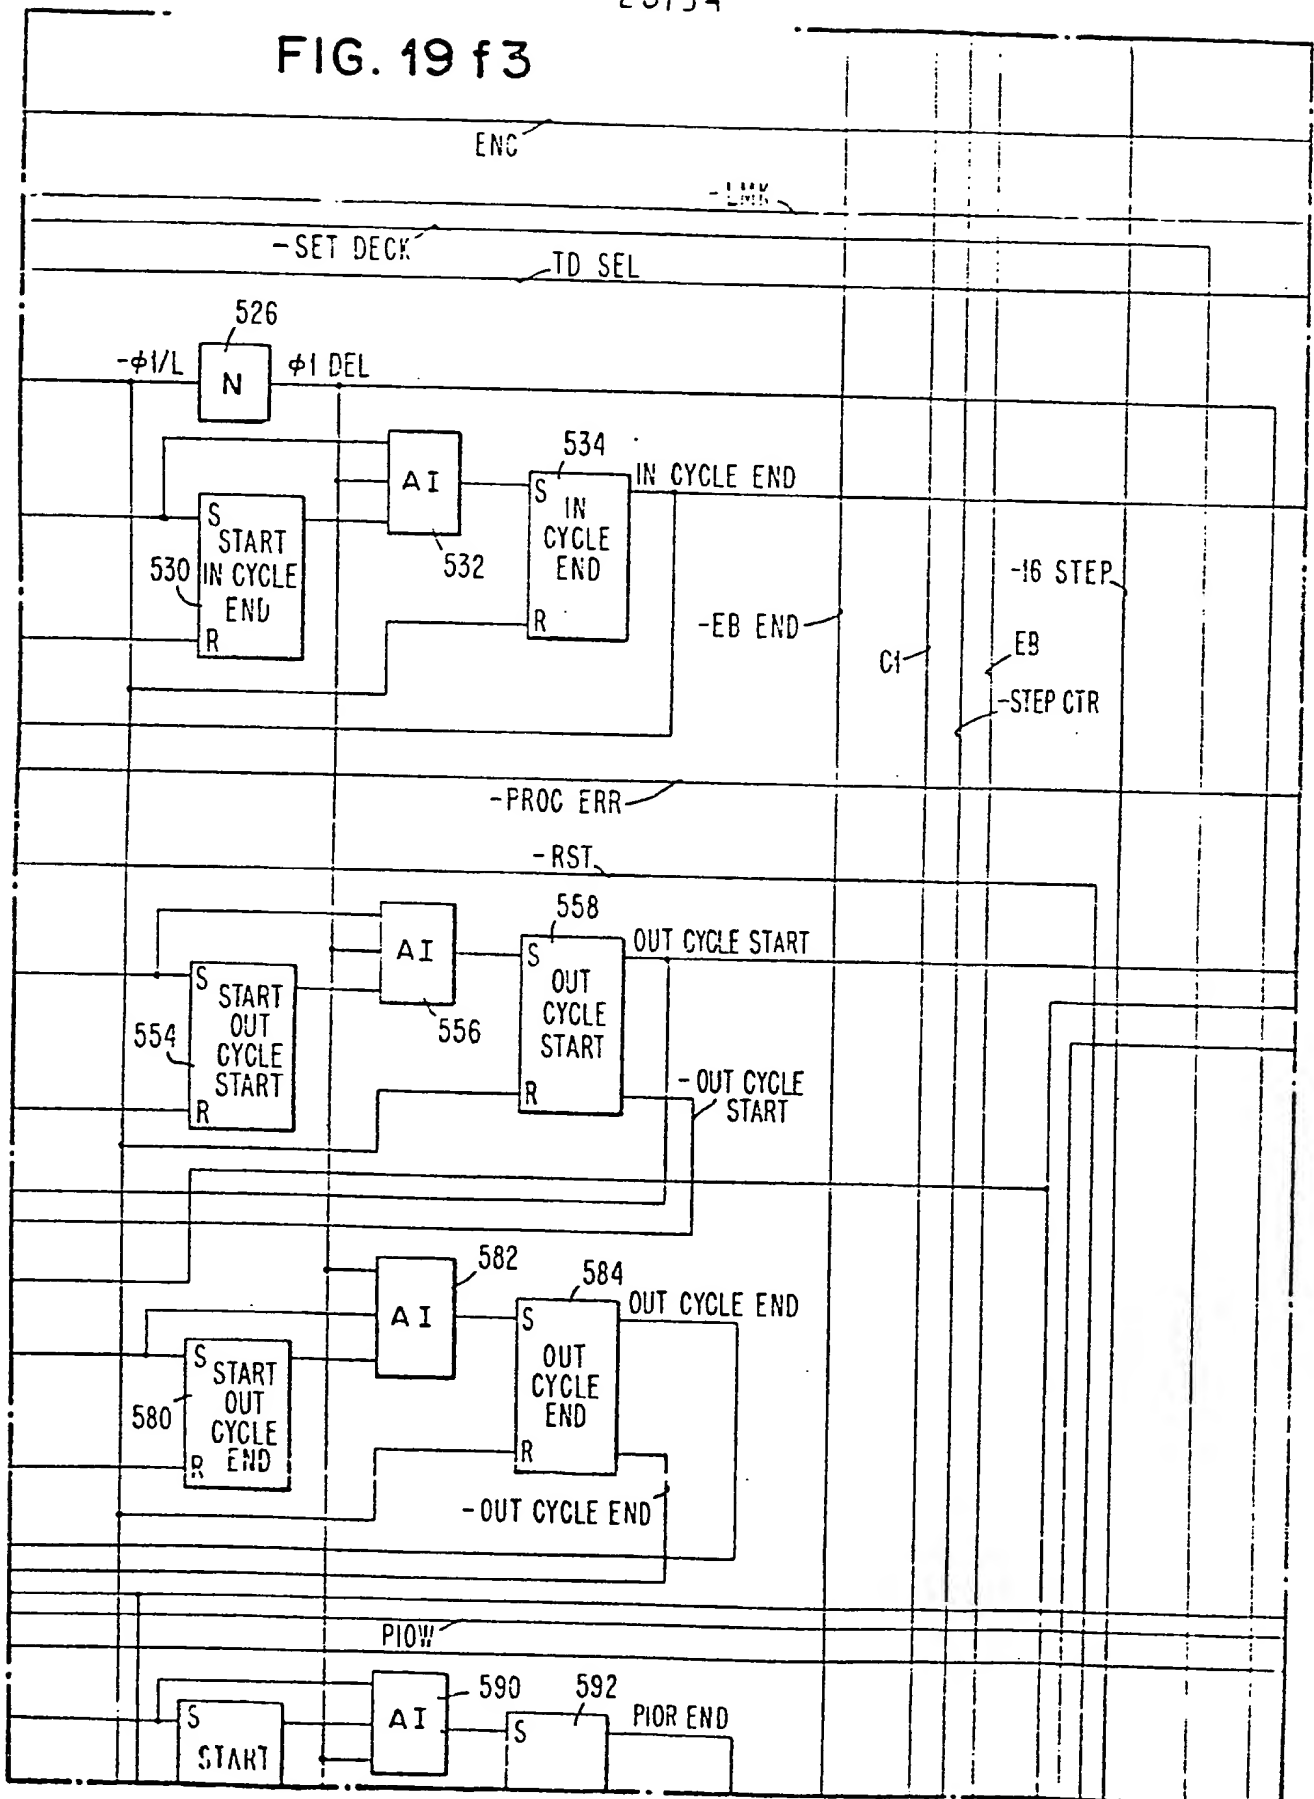 FIG. 19 f3
ENC
-LMK
-SET DECK
TD SEL
526
-ϕ1/L
N
ϕ1 DEL
534
AI
S
IN CYCLE END
IN
CYCLE
END
R
532
S
START
IN CYCLE
END
R
530
-16 STEP
-EB END
C1
EB
-STEP CTR
-PROC ERR
-RST
558
AI
S
OUT CYCLE START
OUT
CYCLE
START
R
556
S
START
OUT
CYCLE
START
R
554
-OUT CYCLE
START
582
584
AI
S
OUT CYCLE END
OUT
CYCLE
END
R
S
START
OUT
CYCLE
END
R
580
-OUT CYCLE END
PIOW
590
592
AI
S
PIOR END
S
START